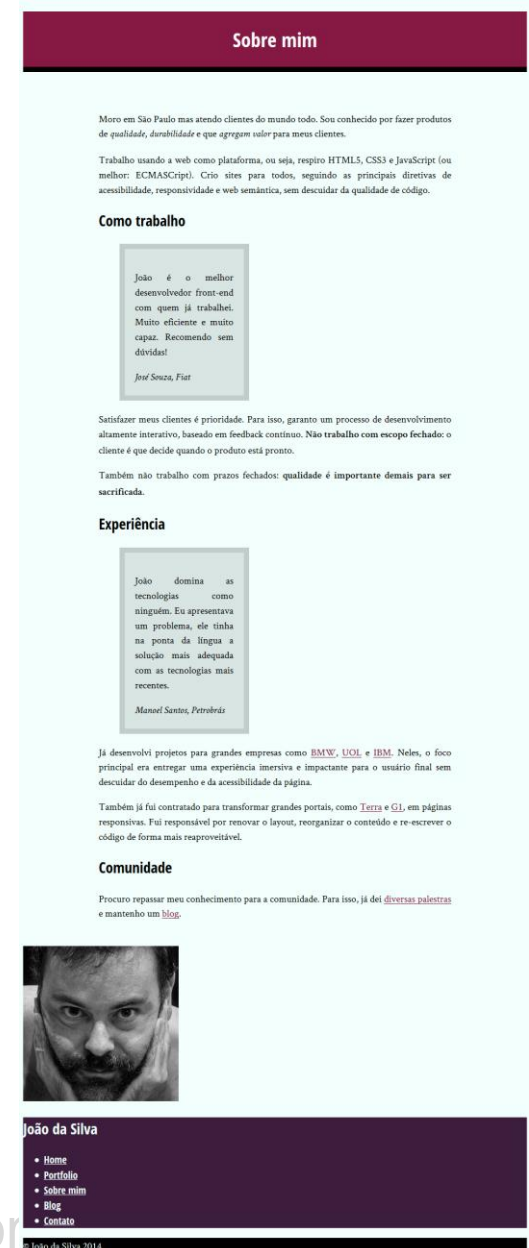 Sobre mim
Moro em São Paulo mas atendo clientes do mundo todo. Sou conhecido por fazer produtos
de qualidade, durabilidade e que agregam valor para meus clientes.
Trabalho usando a web como plataforma, ou seja, respiro HTML5, CSS3 e JavaScript (ou
melhor: ECMASCript). Crio sites para todos, seguindo as principais diretivas de
acessibilidade, responsividade e web semântica, sem descuidar da qualidade de código.
Como trabalho
João é o melhor
desenvolvedor front-end
com quem já trabalhei.
Muito eficiente e muito
capaz. Recomendo sem
dúvidas!
José Souza, Fiat
Satisfazer meus clientes é prioridade. Para isso, garanto um processo de desenvolvimento
altamente interativo, baseado em feedback contínuo. Não trabalho com escopo fechado: o
cliente é que decide quando o produto está pronto.
Também não trabalho com prazos fechados: qualidade é importante demais para ser
sacrificada.
Experiência
João domina as
tecnologias como
ninguém. Eu apresentava
um problema, ele tinha
na ponta da língua a
solução mais adequada
com as tecnologias mais
recentes.
Manoel Santos, Petrobrás
Já desenvolvi projetos para grandes empresas como BMW, UOL e IBM. Neles, o foco
principal era entregar uma experiência imersiva e impactante para o usuário final sem
descuidar do desempenho e da acessibilidade da página.
Também já fui contratado para transformar grandes portais, como Terra e G1, em páginas
responsivas. Fui responsável por renovar o layout, reorganizar o conteúdo e re-escrever o
código de forma mais reaproveitável.
Comunidade
Procuro repassar meu conhecimento para a comunidade. Para isso, já dei diversas palestras
e mantenho um blog.
João da Silva
Home
Portfolio
Sobre mim
Blog
Contato
© João da Silva 2014